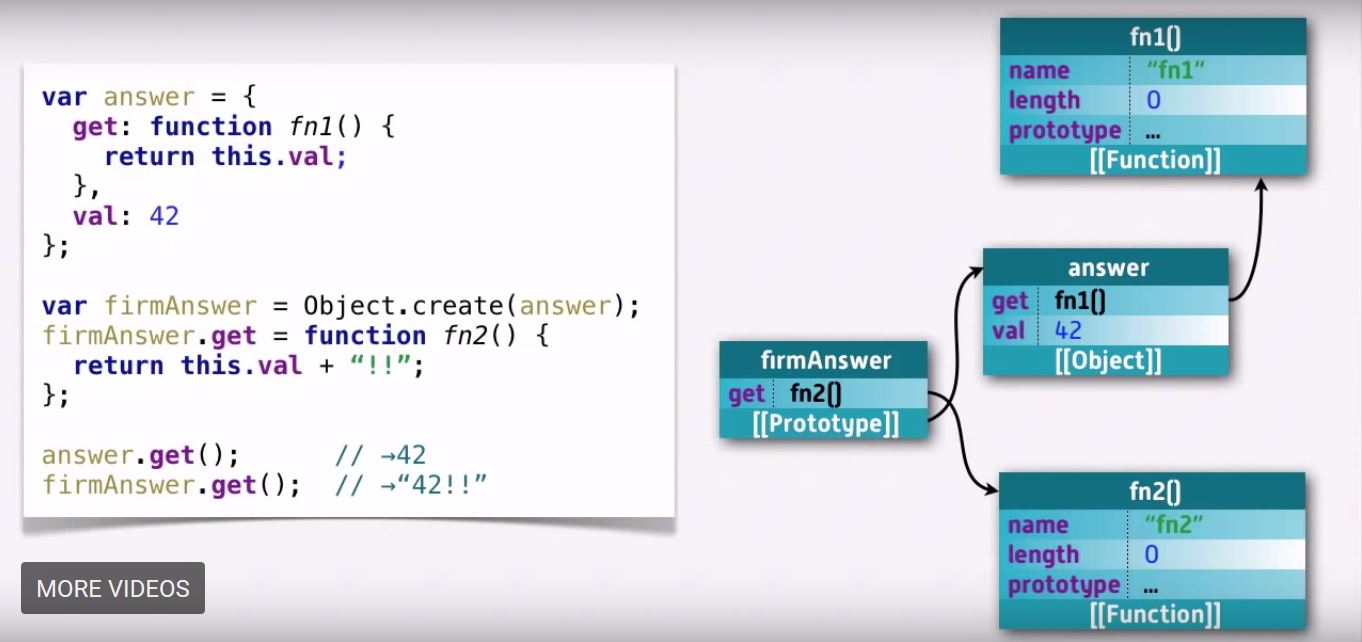 var answer = {
get: function fn1() {
return this.val;
},
val: 42
};
var firmAnswer = Object.create(answer);
firmAnswer.get = function fn2() {
return this.val + “!!”;
};
answer.get(); // →42
firmAnswer.get(); // →“42!!”
MORE VIDEOS
firmAnswer
get fn2()
[[Prototype]]
fn1()
name “fn1”
length 0
prototype ...
[[Function]]
answer
get fn1()
val 42
[[Object]]
fn2()
name “fn2”
length 0
prototype ...
[[Function]]